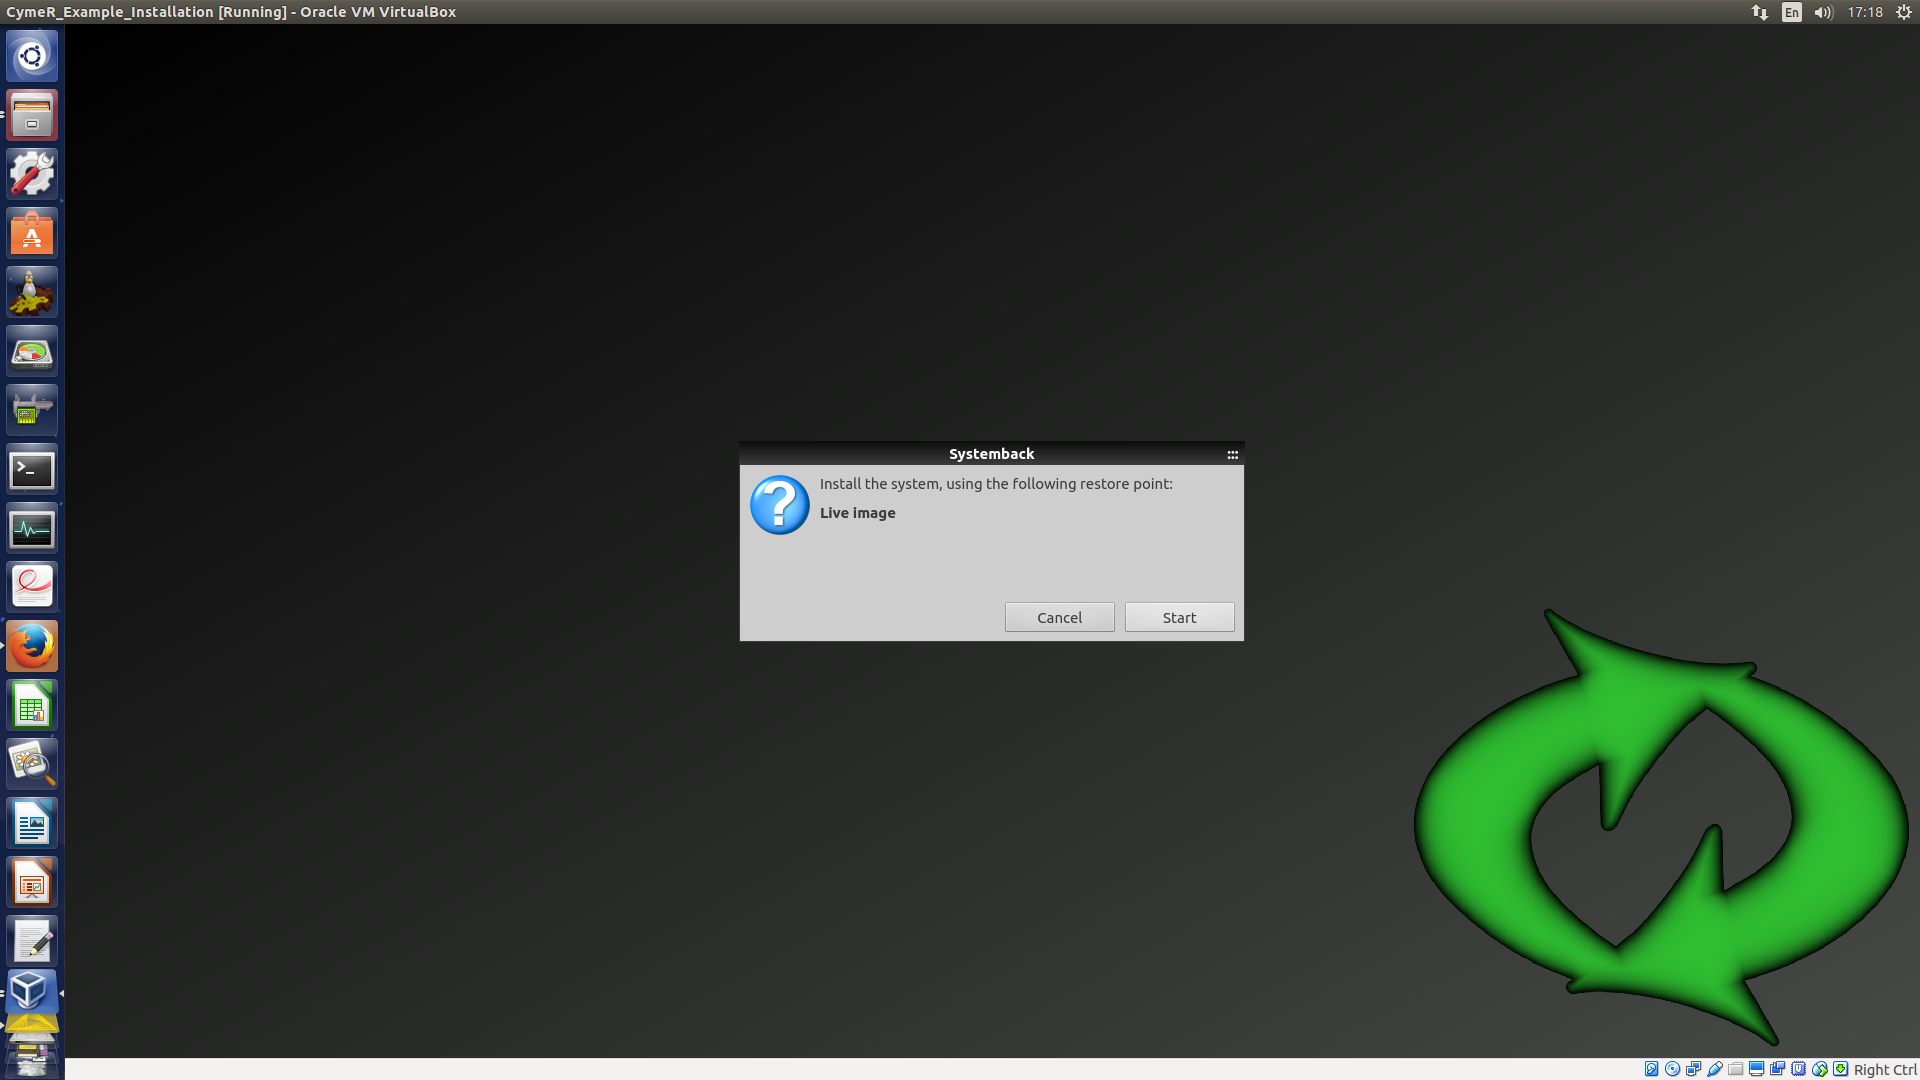 CymeR_Example_Installation [Running] - Oracle VM VirtualBox
En
17:18
Systemback
Install the system, using the following restore point:
Live image
Cancel
Start
Right Ctrl